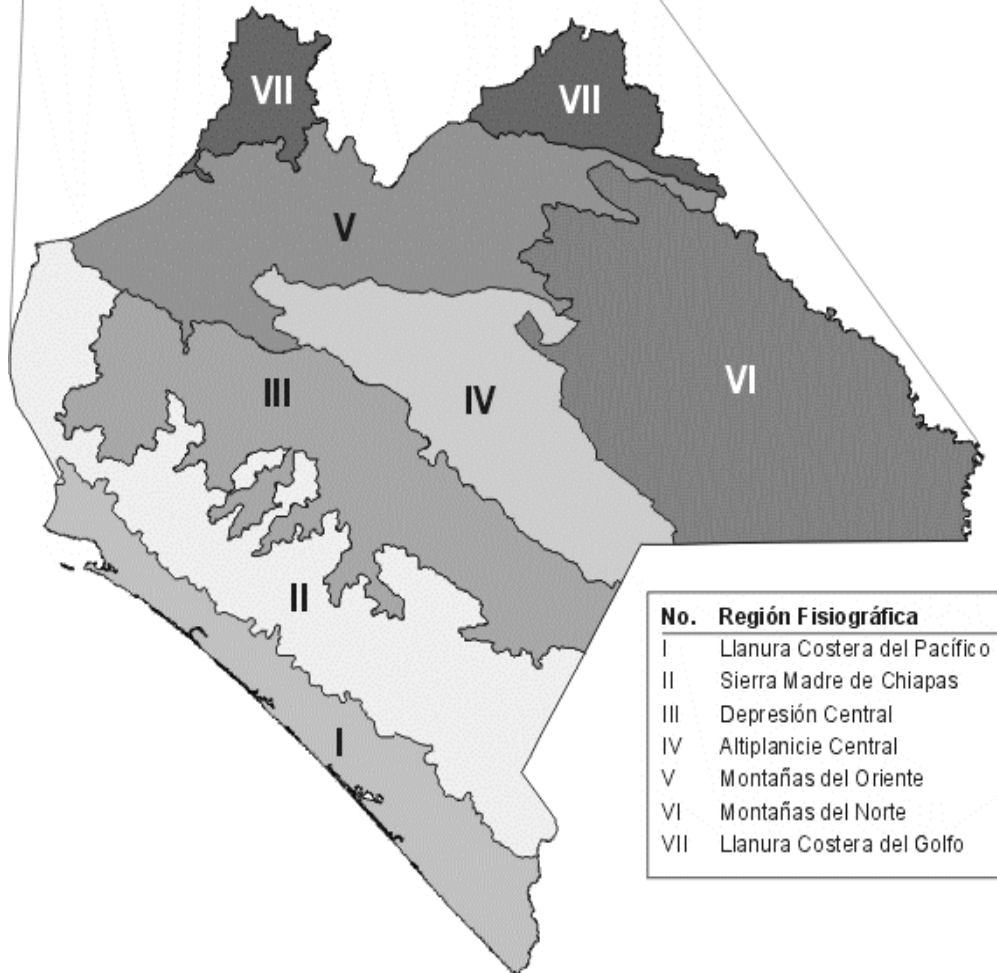 VII
VII
V
VI
III
IV
II
I
No. Región Fisiográfica
I Llanura Costera del Pacífico
II Sierra Madre de Chiapas
III Depresión Central
IV Altiplanicie Central
V Montañas del Oriente
VI Montañas del Norte
VII Llanura Costera del Golfo